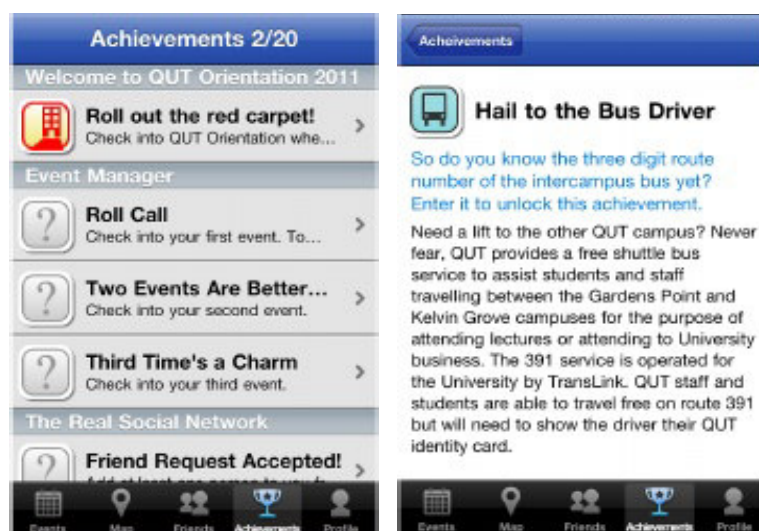 Achievements 2/20
Welcome to QUT Orientation 2011
Roll out the red carpet!
Check into QUT Orientation whe...
Event Manager
Roll Call
Check into your first event. To...
Two Events Are Better...
Check into your second event.
Third Time's a Charm
Check into your third event.
The Real Social Network
Friend Request Accepted!
Events Map Friends Achievements Profile
Acheivements
Hail to the Bus Driver
So do you know the three digit route
number of the intercampus bus yet?
Enter it to unlock this achievement.
Need a lift to the other QUT campus? Never
fear, QUT provides a free shuttle bus
service to assist students and staff
travelling between the Gardens Point and
Kelvin Grove campuses for the purpose of
attending lectures or attending to University
business. The 391 service is operated for
the University by TransLink. QUT staff and
students are able to travel free on route 391
but will need to show the driver their QUT
identity card.
Events Map Friends Achievements Profile